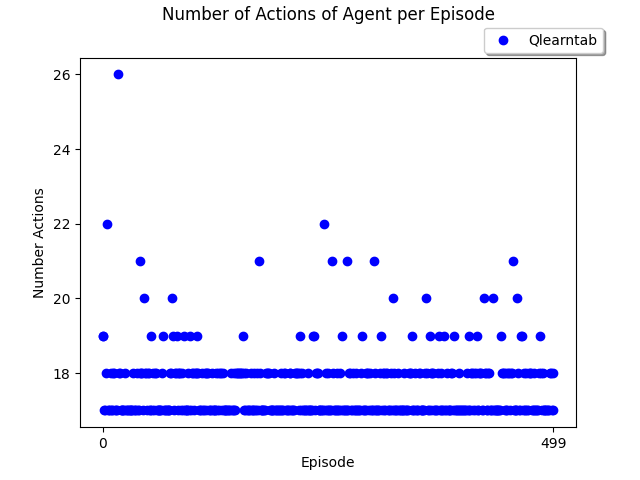 Number of Actions of Agent per Episode
Qlearntab
26
24
22
20
18
Number Actions
0
499
Episode